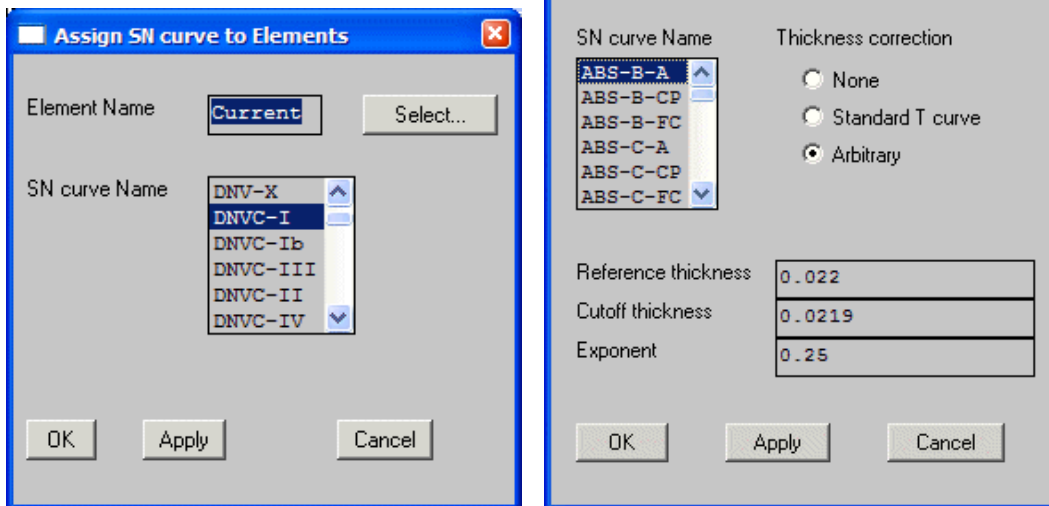 Assign SN curve to Elements
Element Name
Current
Select...
SN curve Name
DNV-X
DNVC-I
DNVC-Ib
DNVC-III
DNVC-II
DNVC-IV
OK
Apply
Cancel
SN curve Name
Thickness correction
ABS-B-A
ABS-B-CP
ABS-B-FC
ABS-C-A
ABS-C-CP
ABS-C-FC
None
Standard T curve
Arbitrary
Reference thickness
0.022
Cutoff thickness
0.0219
Exponent
0.25
OK
Apply
Cancel